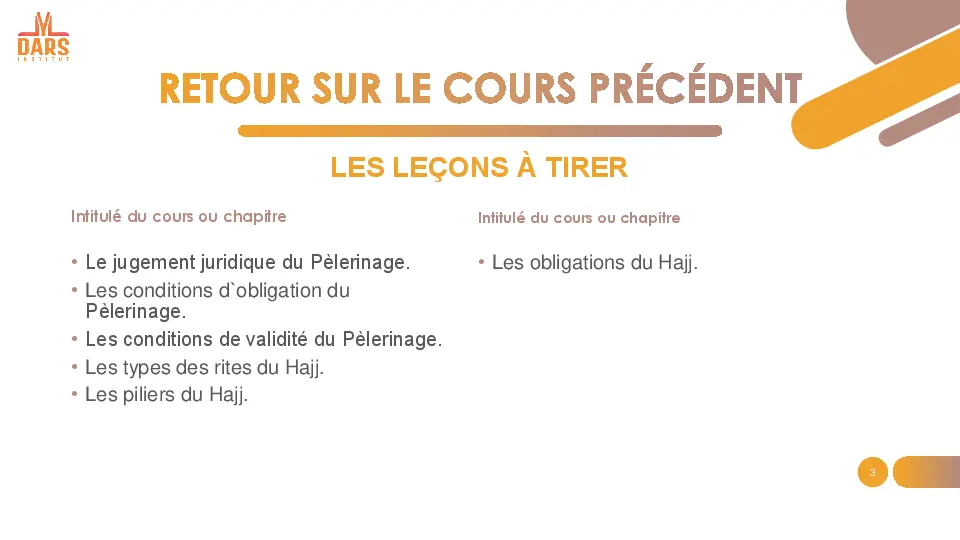 DARS
INSTITUT
RETOUR SUR LE COURS PRÉCÉDENT
LES LEÇONS À TIRER
Intitulé du cours ou chapitre
• Le jugement juridique du Pèlerinage.
• Les conditions d`obligation du
Pèlerinage.
• Les conditions de validité du Pèlerinage.
• Les types des rites du Hajj.
• Les piliers du Hajj.
Intitulé du cours ou chapitre
• Les obligations du Hajj.
3